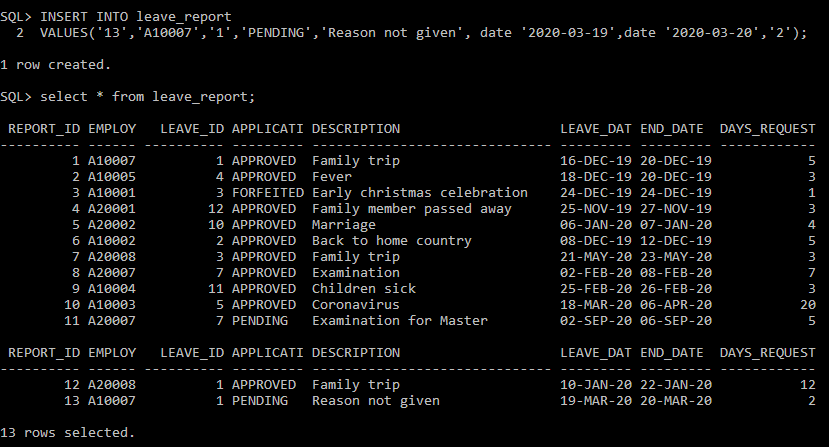 SQL> INSERT INTO leave_report
  2  VALUES('13','A10007','1','PENDING','Reason not given', date '2020-03-19',date '2020-03-20','2');
1 row created.
SQL> select * from leave_report;
 REPORT_ID EMPLOY   LEAVE_ID APPLICATI DESCRIPTION                    LEAVE_DAT END_DATE  DAYS_REQUEST
---------- ------ ---------- --------- ------------------------------ --------- --------- ------------
         1 A10007          1 APPROVED  Family trip                    16-DEC-19 20-DEC-19            5
         2 A10005          4 APPROVED  Fever                          18-DEC-19 20-DEC-19            3
         3 A10001          3 FORFEITED Early christmas celebration    24-DEC-19 24-DEC-19            1
         4 A20001         12 APPROVED  Family member passed away      25-NOV-19 27-NOV-19            3
         5 A20002         10 APPROVED  Marriage                       06-JAN-20 07-JAN-20            4
         6 A10002          2 APPROVED  Back to home country           08-DEC-19 12-DEC-19            5
         7 A20008          3 APPROVED  Family trip                    21-MAY-20 23-MAY-20            3
         8 A20007          7 APPROVED  Examination                    02-FEB-20 08-FEB-20            7
         9 A10004         11 APPROVED  Children sick                  25-FEB-20 26-FEB-20            3
        10 A10003          5 APPROVED  Coronavirus                    18-MAR-20 06-APR-20           20
        11 A20007          7 PENDING   Examination for Master         02-SEP-20 06-SEP-20            5
 REPORT_ID EMPLOY   LEAVE_ID APPLICATI DESCRIPTION                    LEAVE_DAT END_DATE  DAYS_REQUEST
---------- ------ ---------- --------- ------------------------------ --------- --------- ------------
        12 A20008          1 APPROVED  Family trip                    10-JAN-20 22-JAN-20           12
        13 A10007          1 PENDING   Reason not given               19-MAR-20 20-MAR-20            2
13 rows selected.